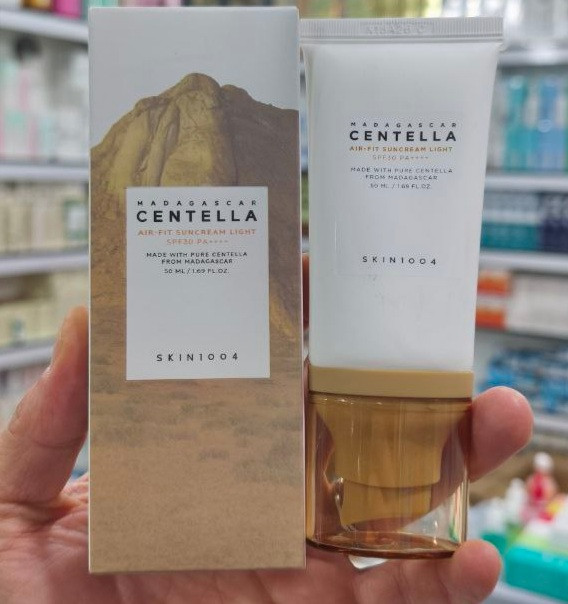 MADAGASCAR
CENTELLA
AIR-FIT SUNCREAM LIGHT
SPF30 PA++++
MADE WITH PURE CENTELLA
FROM MADAGASCAR
50 ML / 1.69 FL.OZ.
SKIN1004
MADAGASCAR
CENTELLA
AIR-FIT SUNCREAM LIGHT
SPF30 PA++++
MADE WITH PURE CENTELLA
FROM MADAGASCAR
50 ML / 1.69 FL.OZ.
SKIN1004